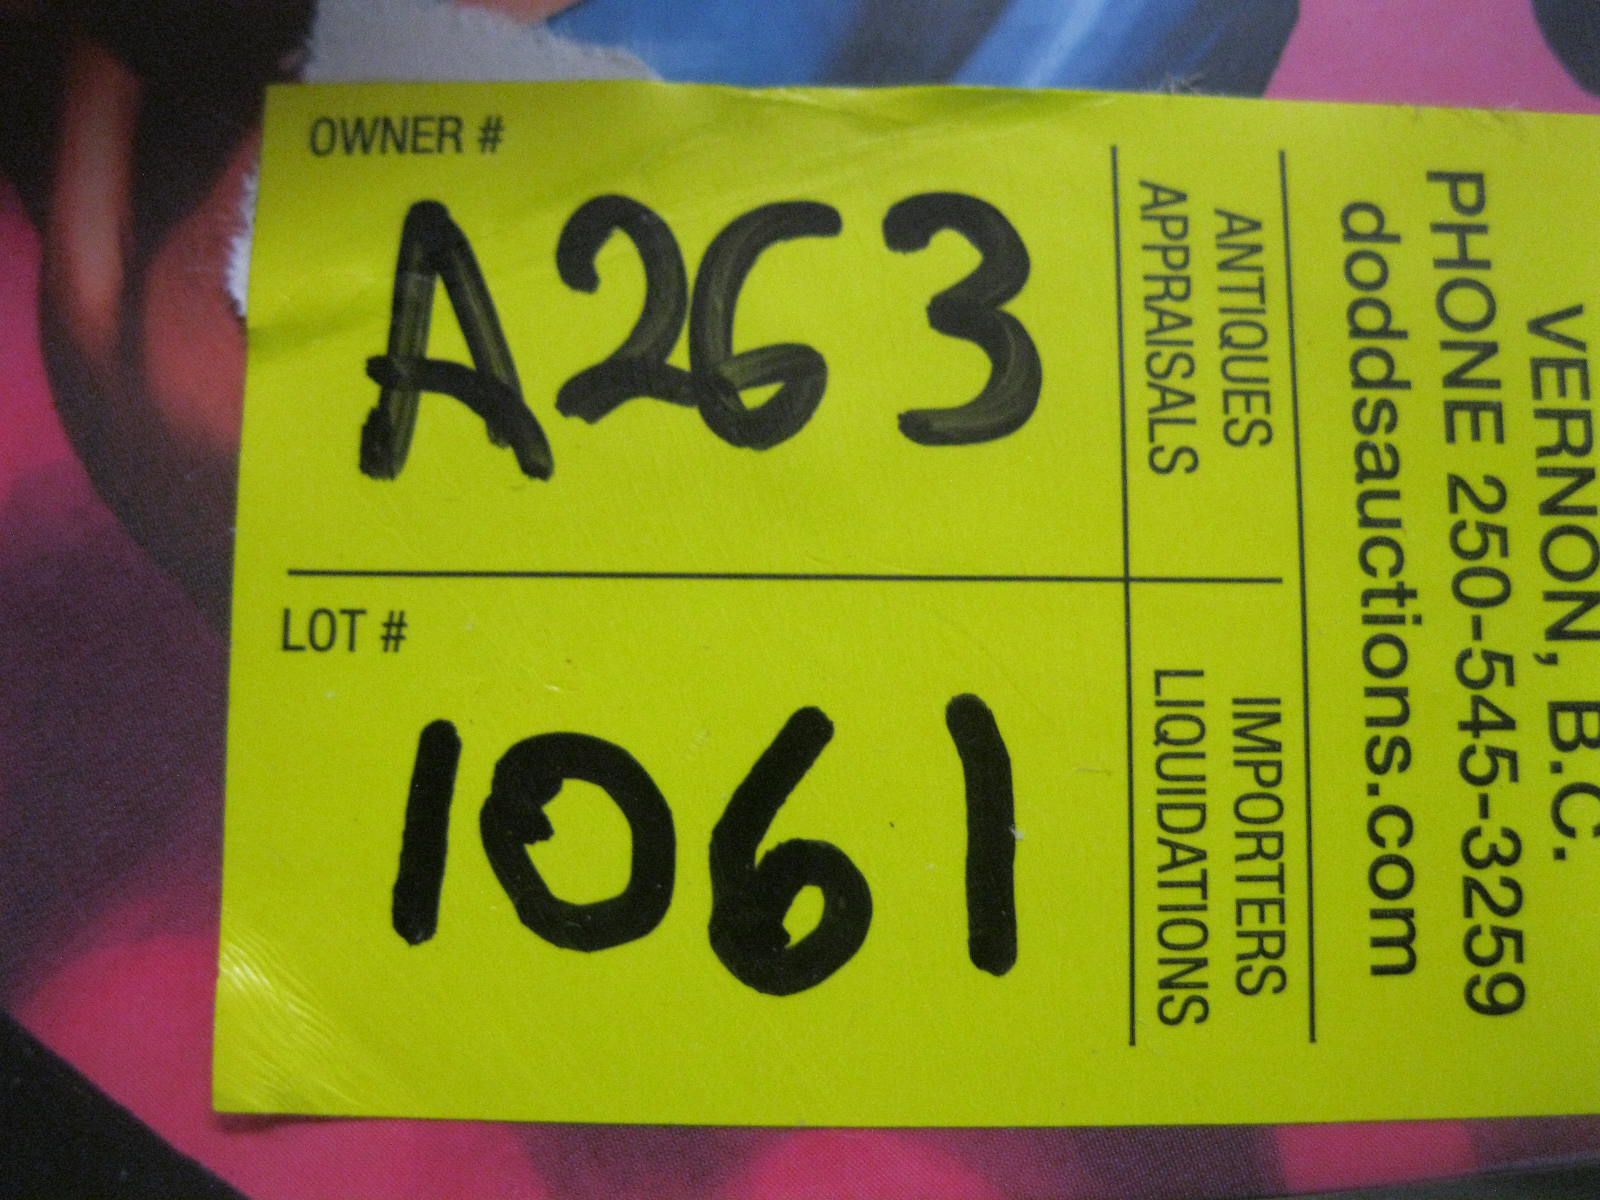 OWNER #
A263
LOT #
1061
VERNON, B.C.
PHONE 250-545-3259
doddsauctions.com
ANTIQUES
APPRAISALS
IMPORTERS
LIQUIDATIONS